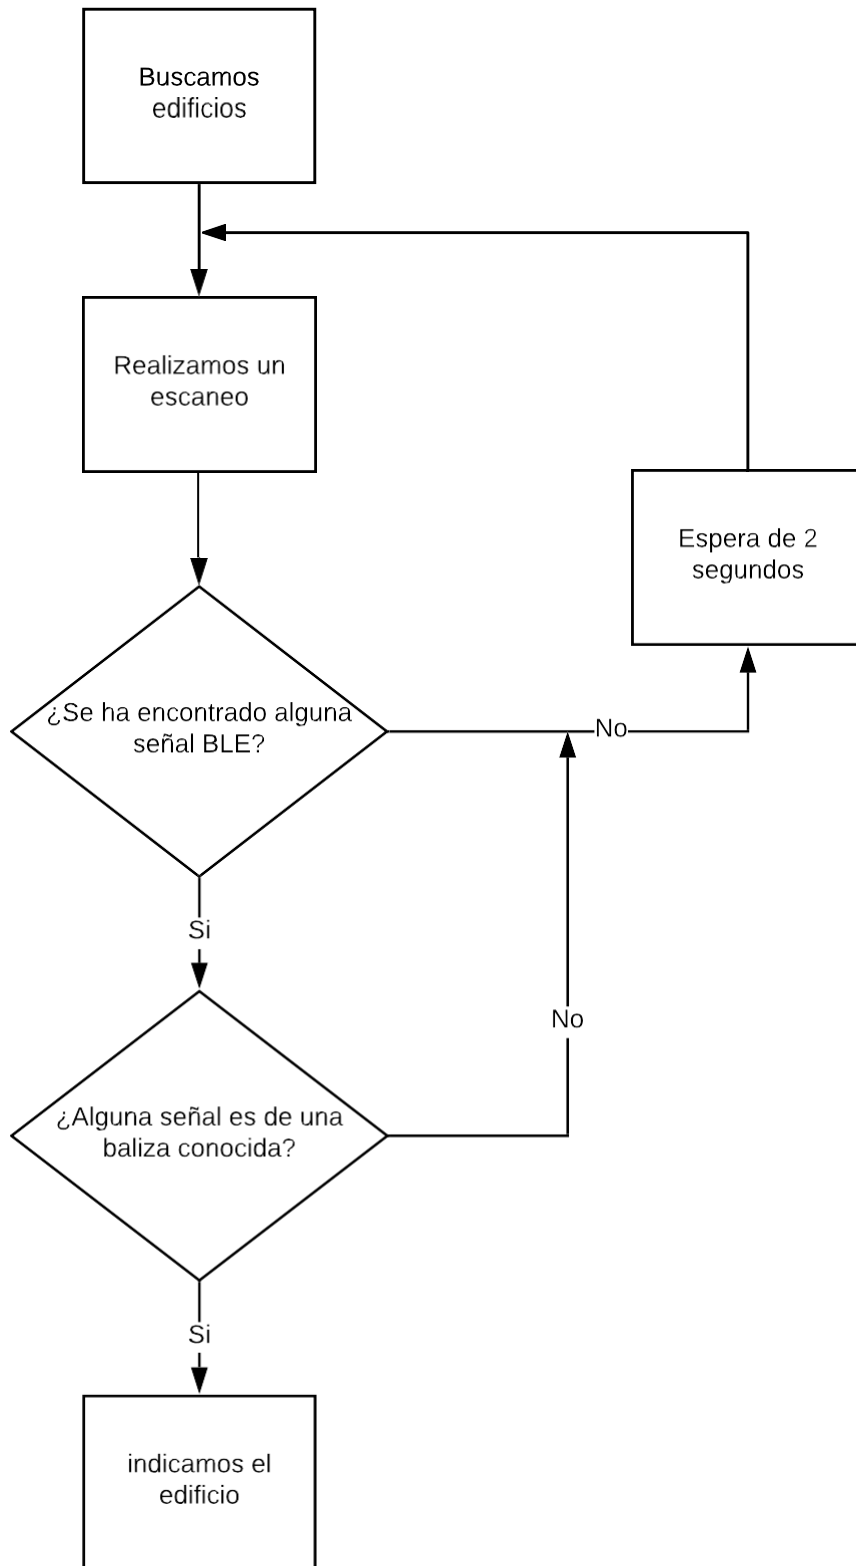 Buscamos
edificios
Realizamos un
escaneo
Espera de 2
segundos
¿Se ha encontrado alguna
señal BLE?
No
Si
No
¿Alguna señal es de una
baliza conocida?
Si
indicamos el
edificio